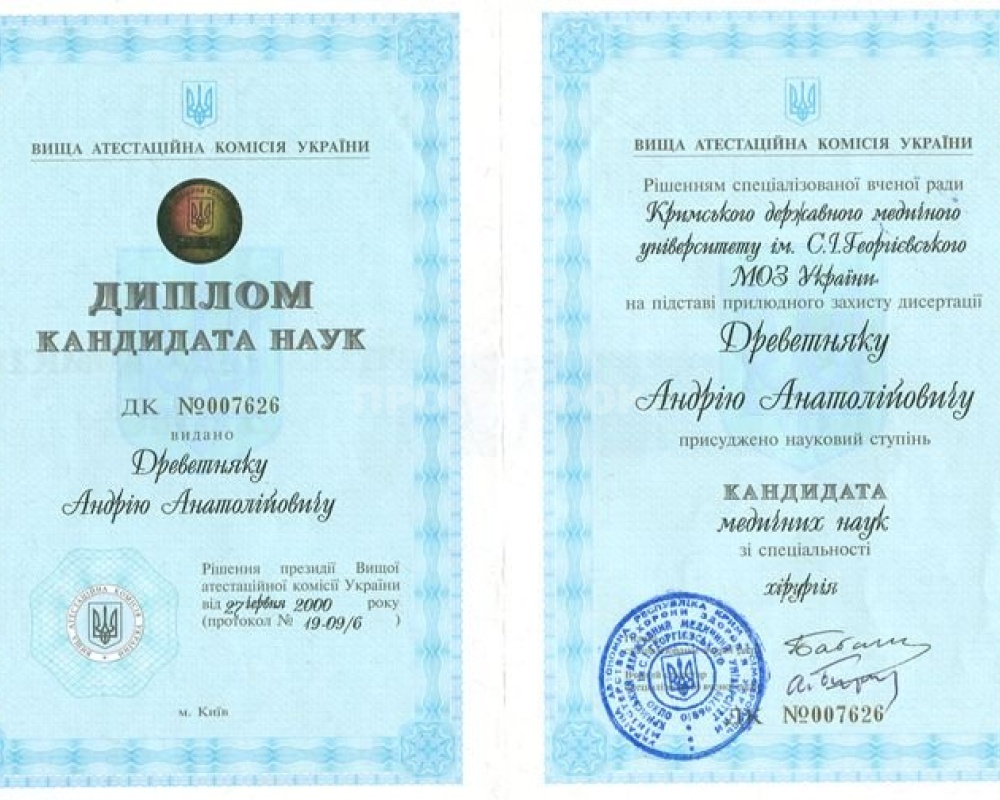 ВИЩА АТЕСТАЦІЙНА КОМІСІЯ УКРАЇНИ
ДИПЛОМ
КАНДИДАТА НАУК
ДК №007626
видано
Древетняку
Андрію Анатолійовичу
Рішення президії Вищої
атестаційної комісії України
від 27 червня 2000 року
(протокол № 19-09/6 )
м. Київ
ВИЩА АТЕСТАЦІЙНА КОМІСІЯ УКРАЇНИ
Рішенням спеціалізованої вченої ради
Кримського державного медичного
університету ім. С.І.Георгієвського
МОЗ України
на підставі прилюдного захисту дисертації
Древетняку
Андрію Анатолійовичу
присуджено науковий ступінь
КАНДИДАТА
медичних наук
зі спеціальності
хірургія
ДК №007626